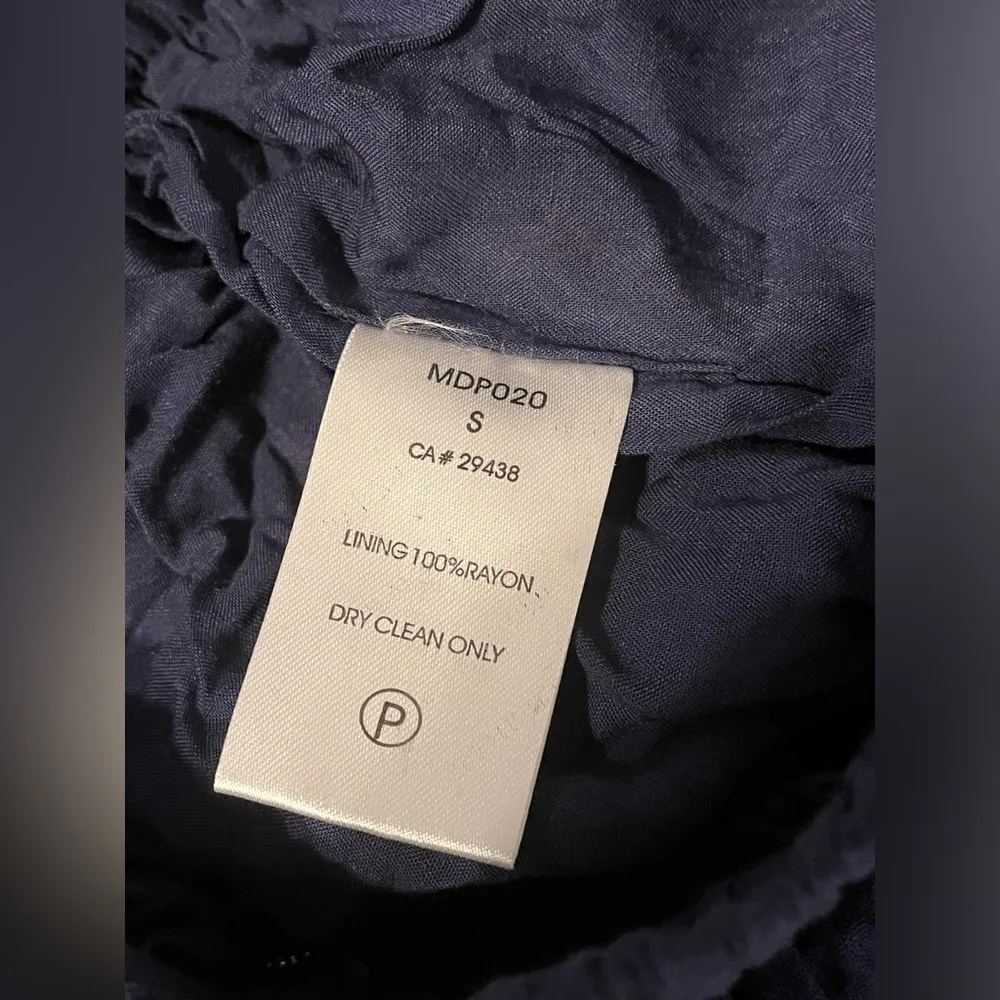 MDP020
S
CA# 29438
LINING 100%RAYON
DRY CLEAN ONLY
P